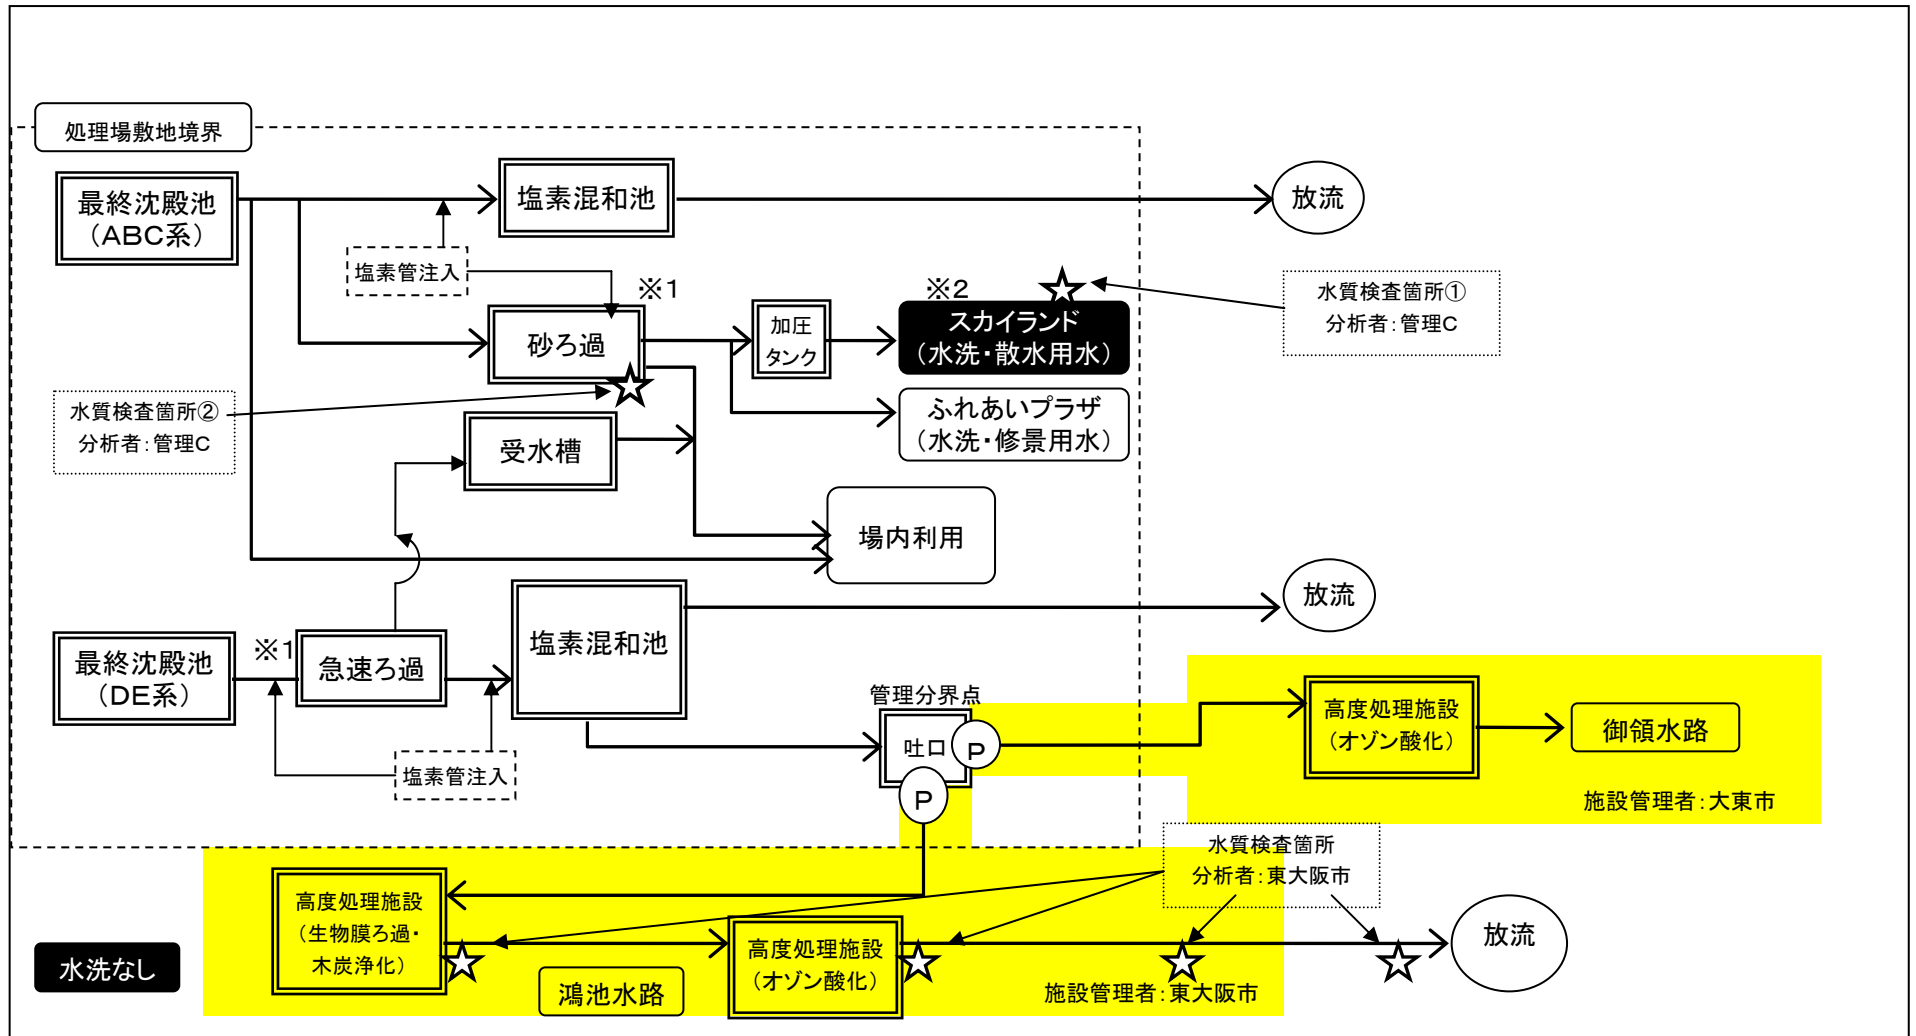 処理場敷地境界
最終沈殿池
（ABC系）
塩素混和池
放流
塩素管注入
※1
砂ろ過
加圧
タンク
※2
スカイランド
（水洗・散水用水）
水質検査箇所①
分析者：管理C
水質検査箇所②
分析者：管理C
ふれあいプラザ
（水洗・修景用水）
受水槽
場内利用
放流
最終沈殿池
（DE系）
※1
急速ろ過
塩素混和池
塩素管注入
管理分界点
吐口
P
P
高度処理施設
（オゾン酸化）
御領水路
施設管理者：大東市
水質検査箇所
分析者：東大阪市
高度処理施設
（生物膜ろ過・
木炭浄化）
鴻池水路
高度処理施設
（オゾン酸化）
施設管理者：東大阪市
放流
水洗なし